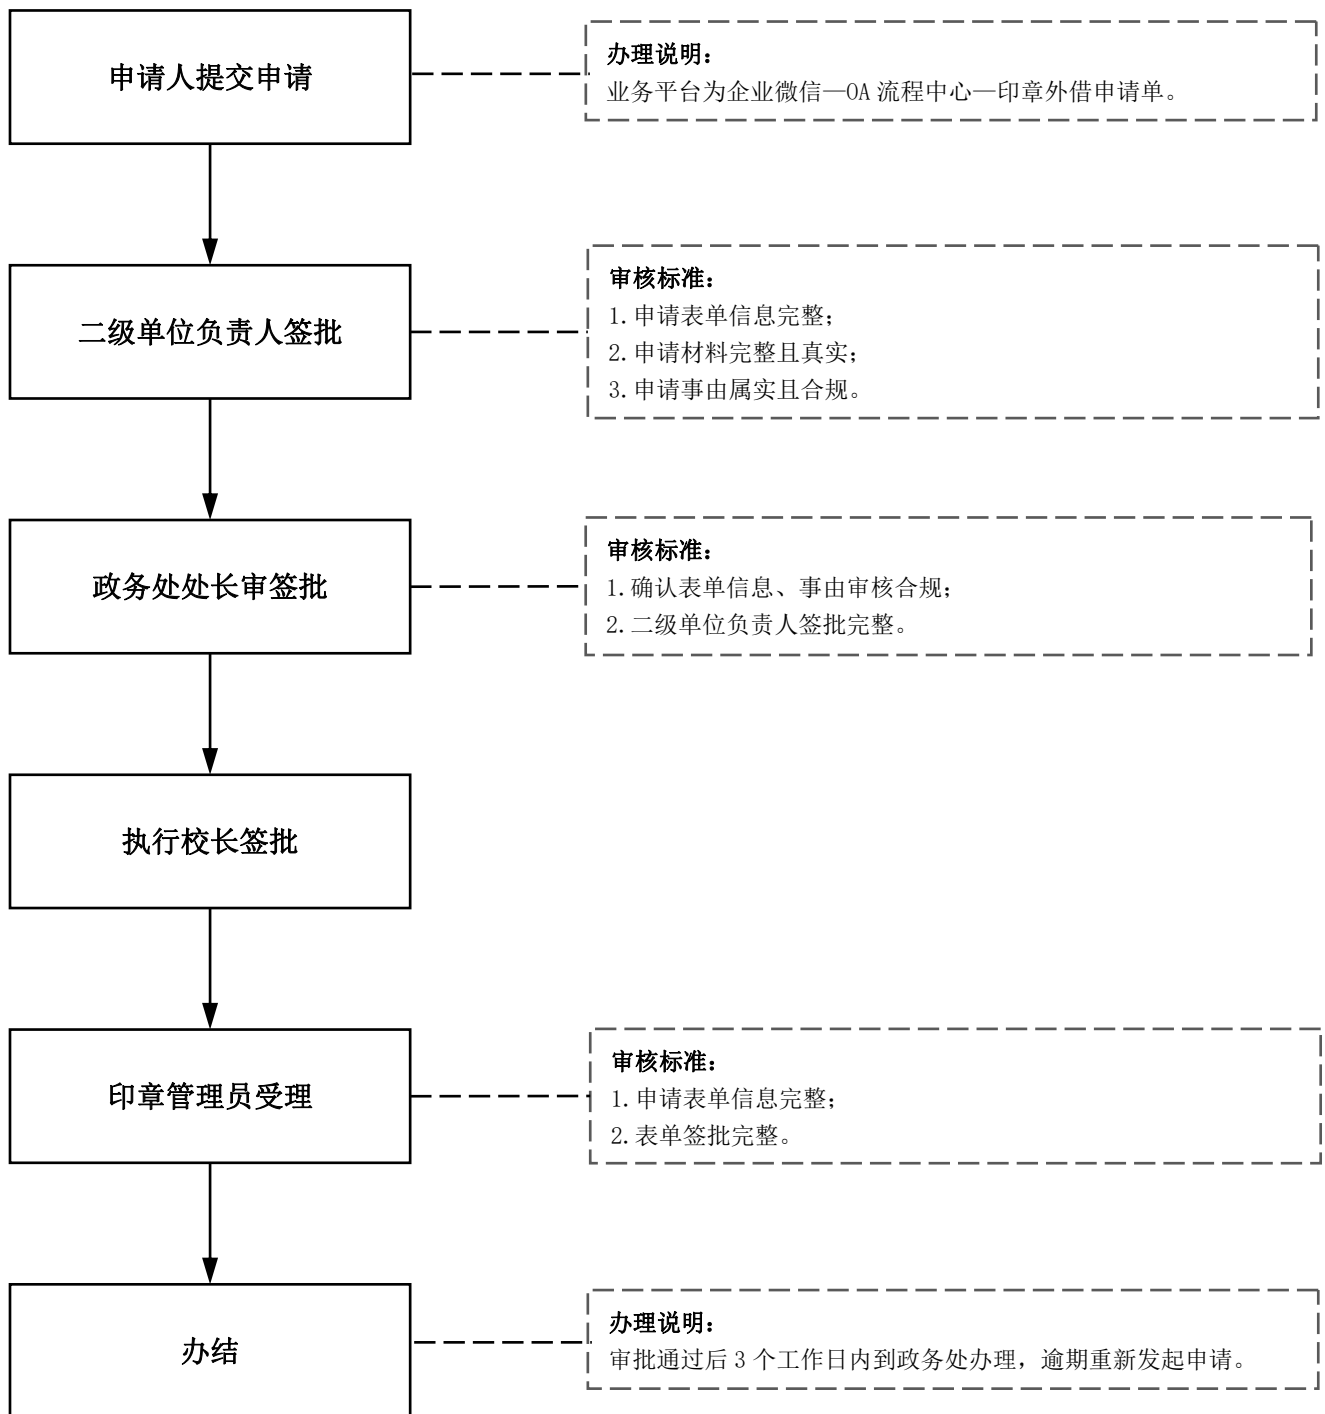 申请人提交申请
办理说明：
业务平台为企业微信—OA 流程中心—印章外借申请单。
二级单位负责人签批
审核标准：
1.申请表单信息完整；
2.申请材料完整且真实；
3.申请事由属实且合规。
政务处处长审签批
审核标准：
1.确认表单信息、事由审核合规；
2.二级单位负责人签批完整。
执行校长签批
印章管理员受理
审核标准：
1.申请表单信息完整；
2.表单签批完整。
办结
办理说明：
审批通过后 3 个工作日内到政务处办理，逾期重新发起申请。